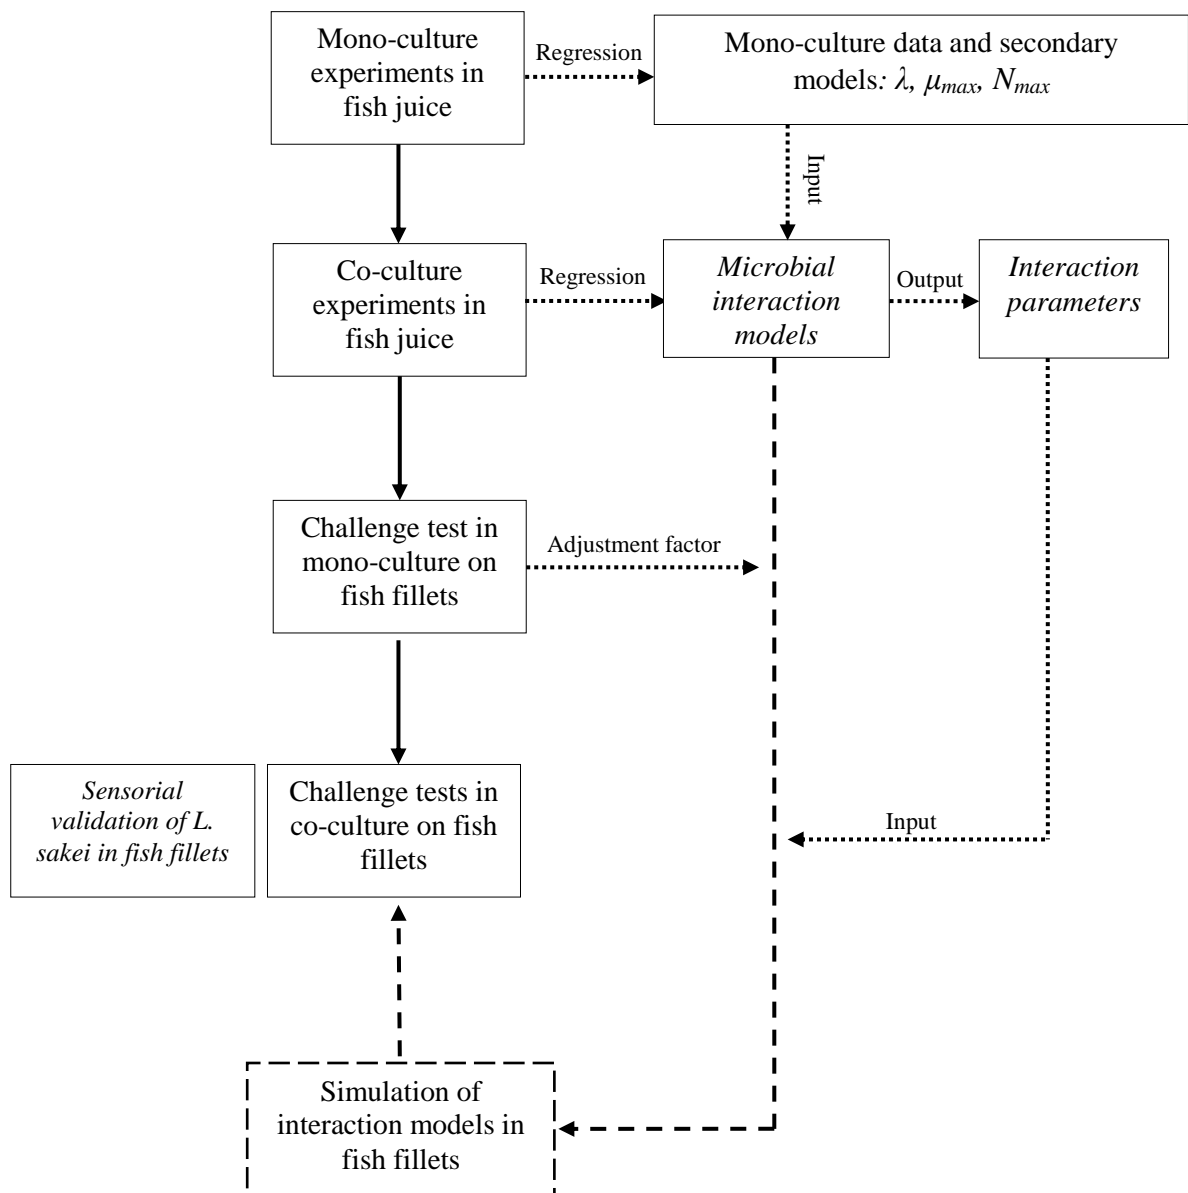 Mono-culture
experiments in
fish juice
Regression
Mono-culture data and secondary
models: λ, μmax, Nmax
Input
Co-culture
experiments in
fish juice
Regression
Microbial
interaction
models
Output
Interaction
parameters
Challenge test in
mono-culture on
fish fillets
Adjustment factor
Sensorial
validation of L.
sakei in fish fillets
Challenge tests in
co-culture on fish
fillets
Input
Simulation of
interaction models in
fish fillets